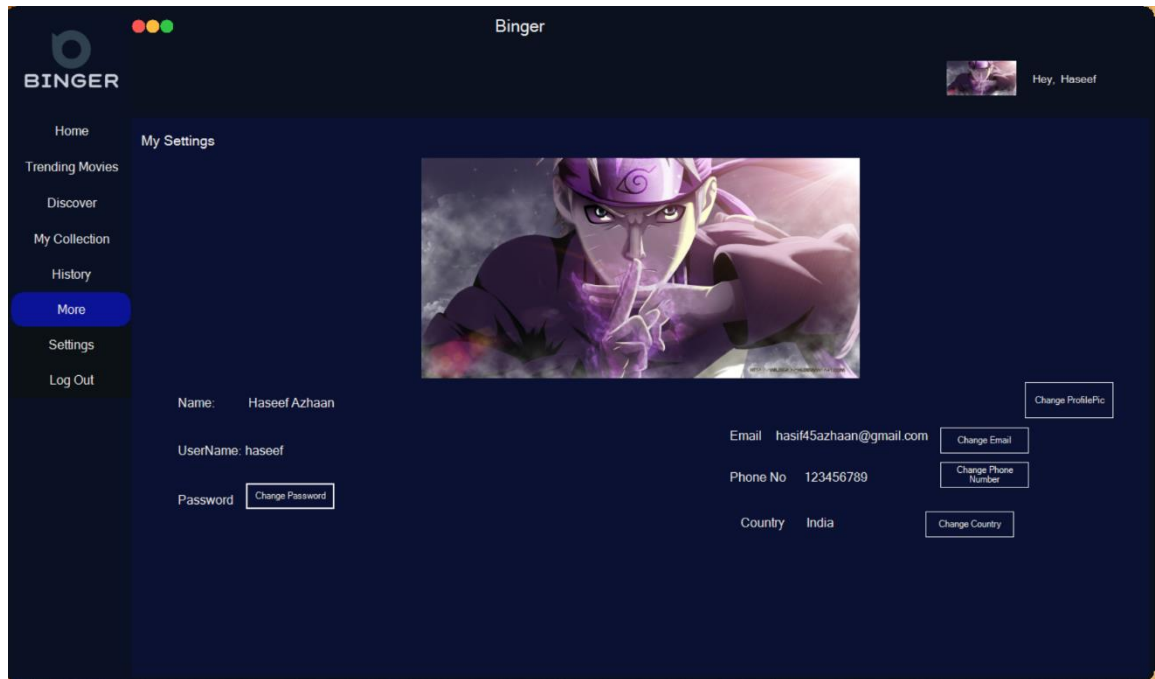 Binger
BINGER
Hey, Haseef
Home
Trending Movies
Discover
My Collection
History
More
Settings
Log Out
My Settings
Name: Haseef Azhaan
UserName: haseef
Password Change Password
Change ProfilePic
Email hasif45azhaan@gmail.com Change Email
Phone No 123456789 Change Phone
Number
Country India Change Country